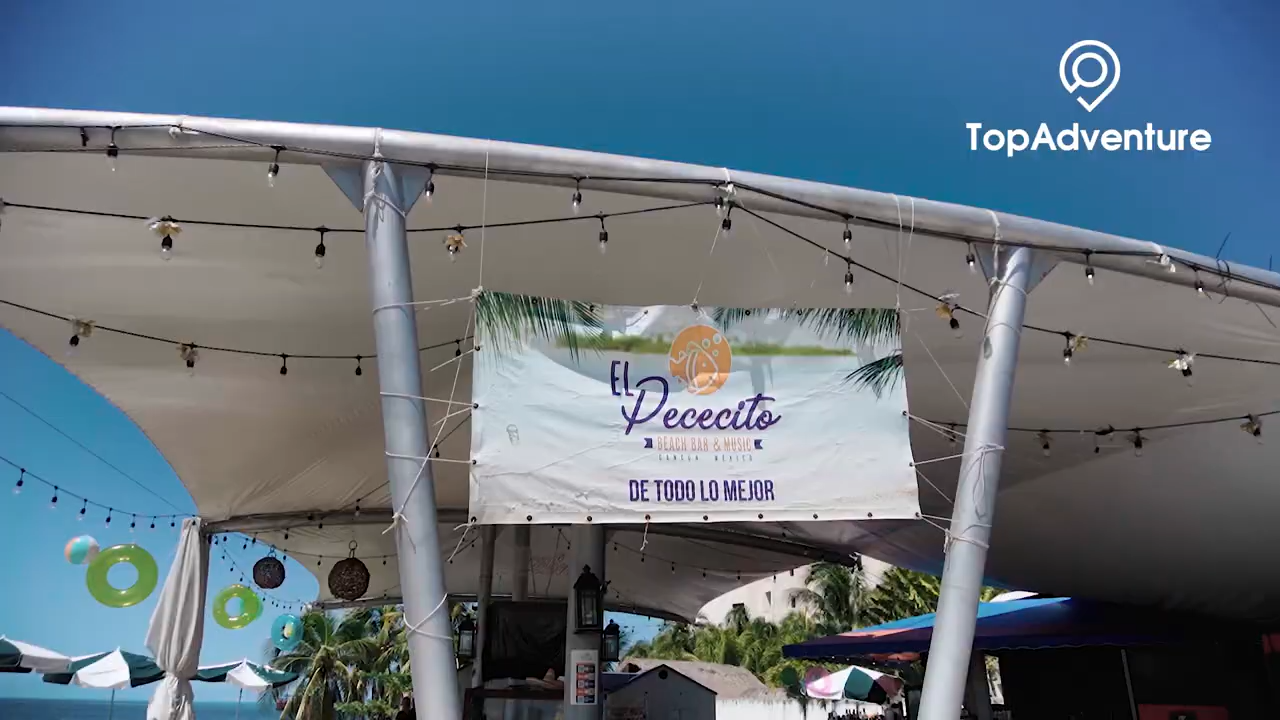 TopAdventure
EL
Pececito
BEACH BAR & MUSIC
CANCUN MEXICO
DE TODO LO MEJOR